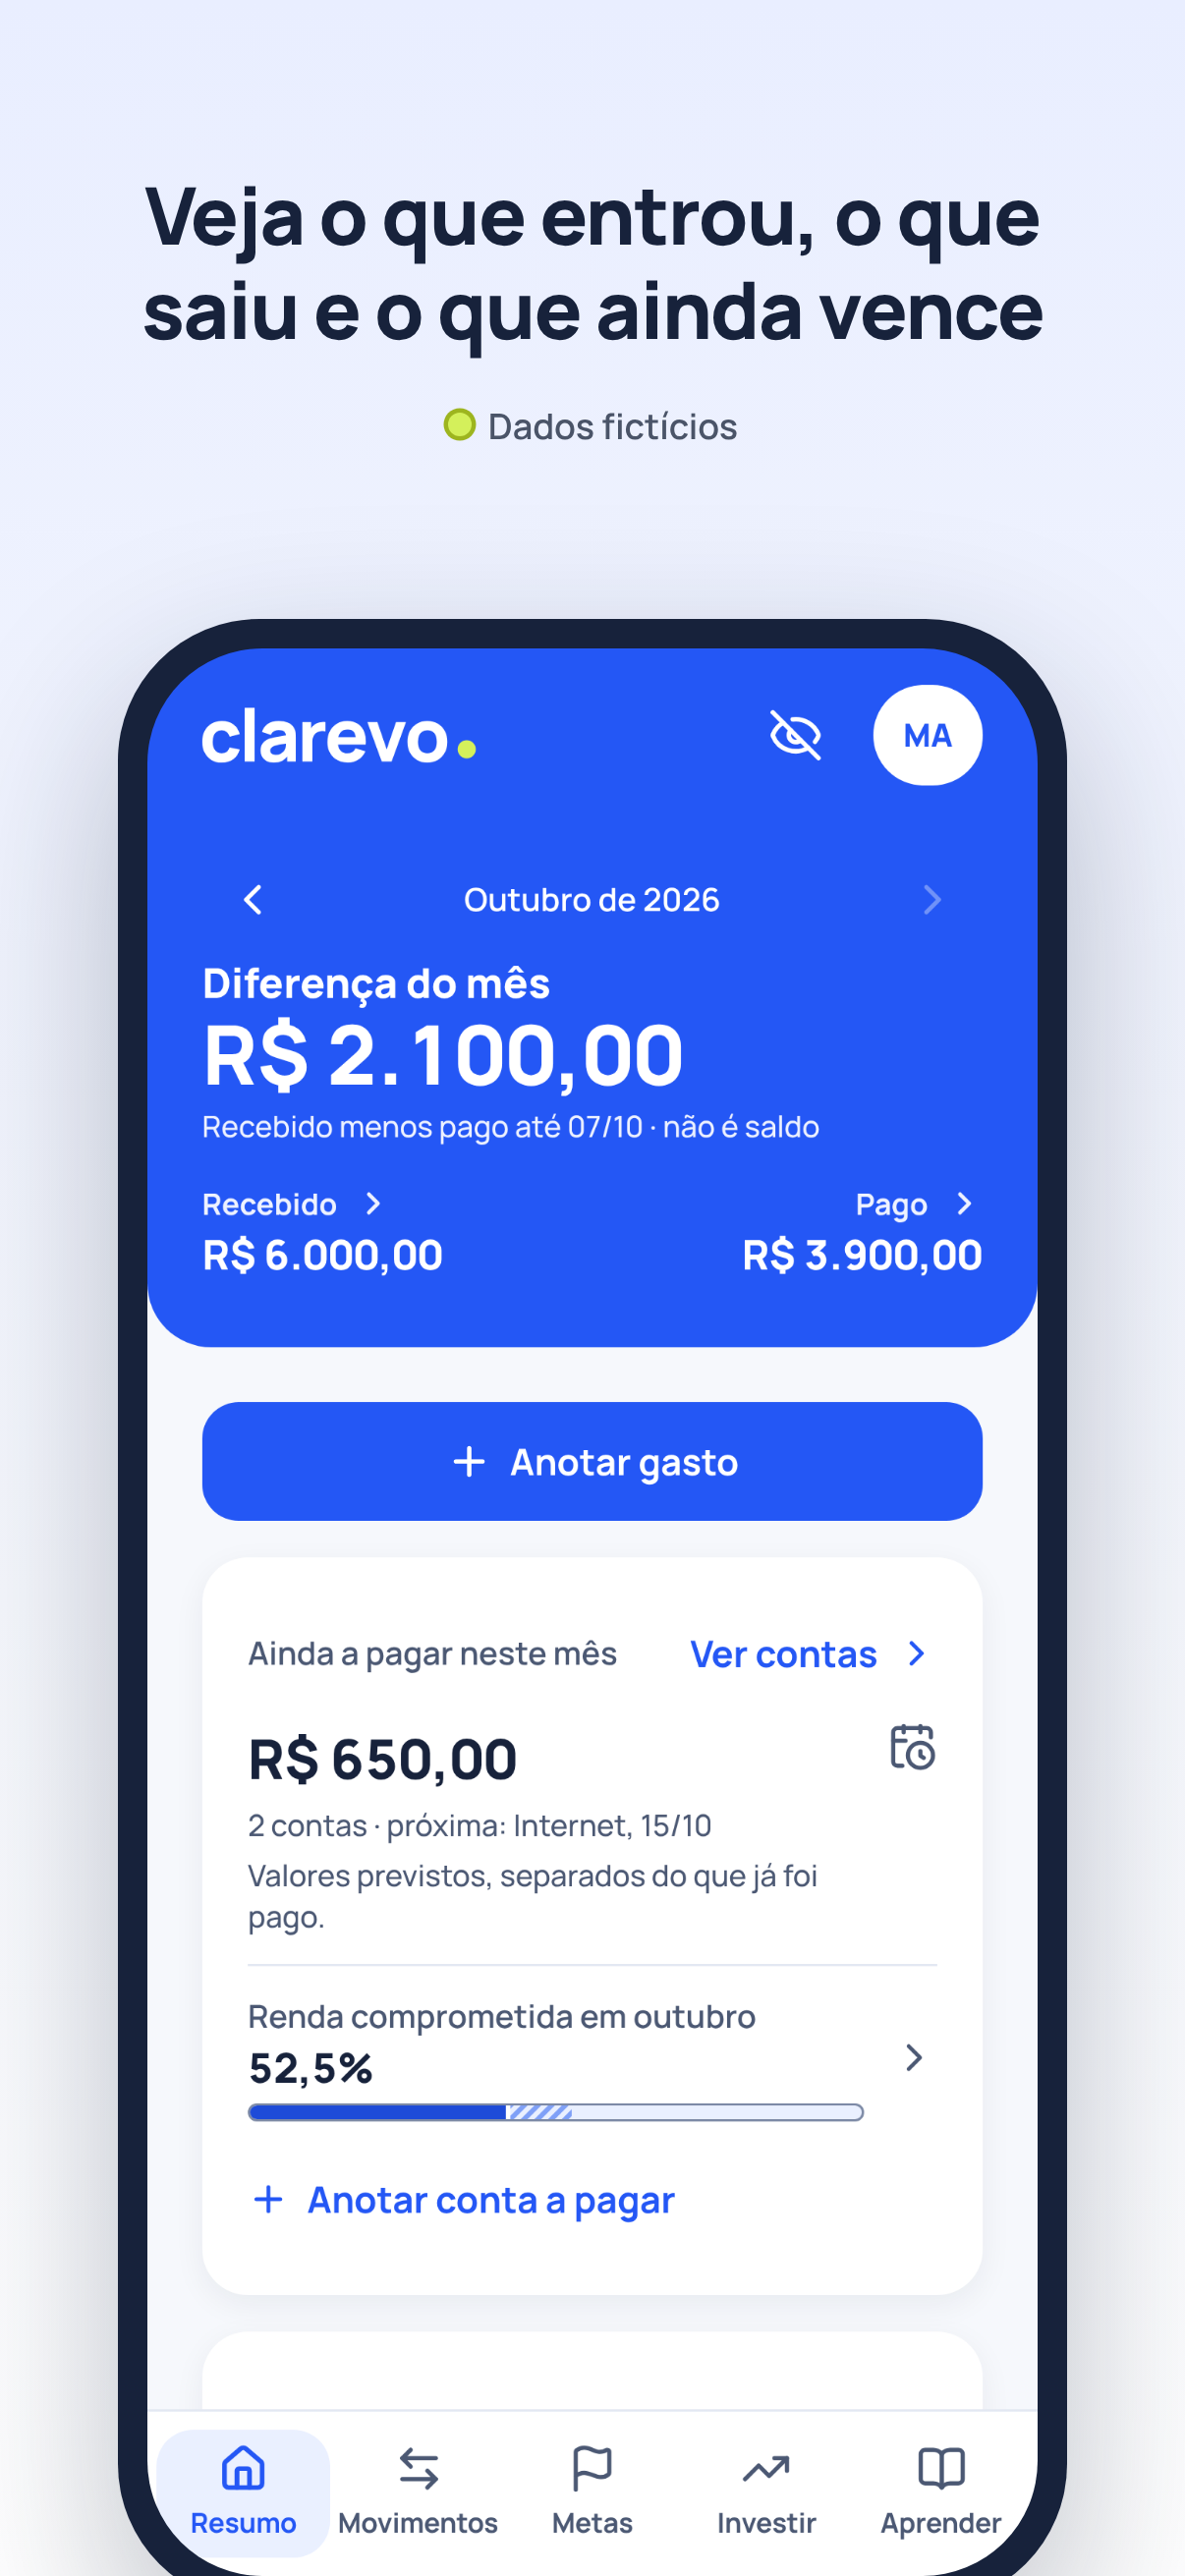 Veja o que entrou, o que
saiu e o que ainda vence
Dados fictícios
clarevo.
MA
Outubro de 2026
Diferença do mês
R$ 2.100,00
Recebido menos pago até 07/10 · não é saldo
Recebido
Pago
R$ 6.000,00
R$ 3.900,00
Anotar gasto
Ainda a pagar neste mês
Ver contas
R$ 650,00
2 contas · próxima: Internet, 15/10
Valores previstos, separados do que já foi
pago.
Renda comprometida em outubro
52,5%
Anotar conta a pagar
Resumo
Movimentos
Metas
Investir
Aprender